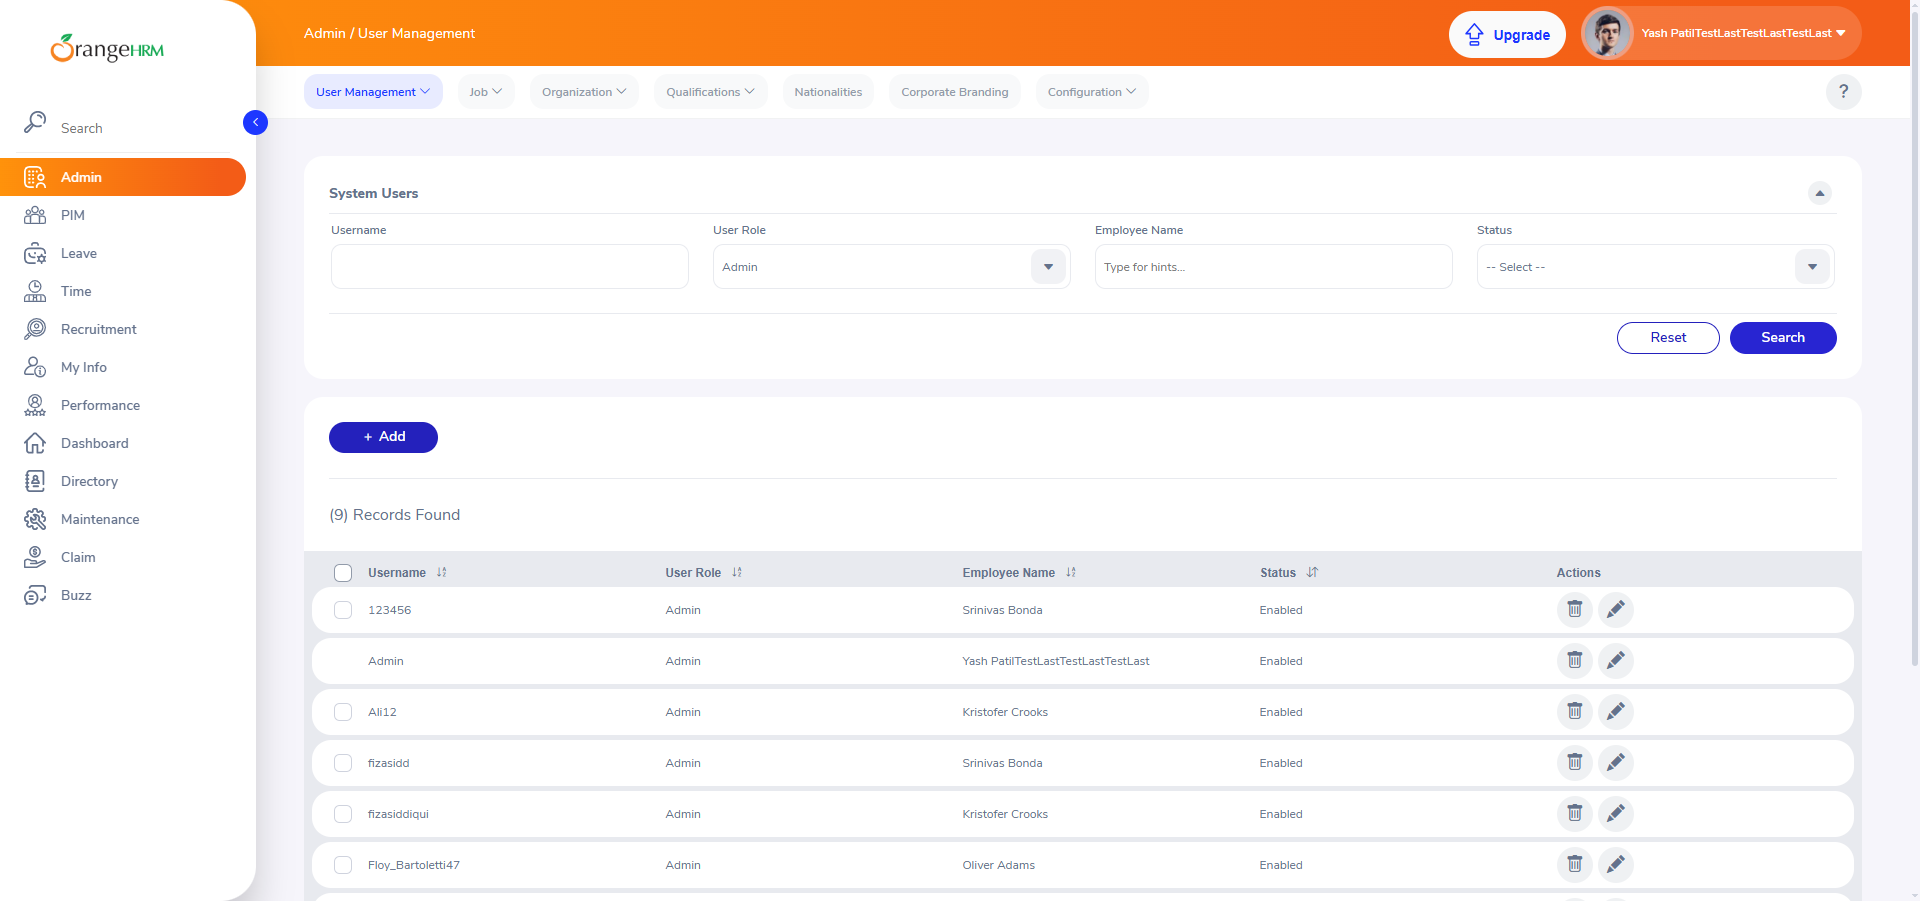 OrangeHRM
Search
Admin
PIM
Leave
Time
Recruitment
My Info
Performance
Dashboard
Directory
Maintenance
Claim
Buzz
Admin / User Management
Upgrade
Yash PatilTestLastTestLastTestLast
User Management
Job
Organization
Qualifications
Nationalities
Corporate Branding
Configuration
?
System Users
Username
User Role
Employee Name
Status
Admin
Type for hints...
-- Select --
Reset
Search
+ Add
(9) Records Found
Username User Role Employee Name Status Actions
123456 Admin Srinivas Bonda Enabled
Admin Admin Yash PatilTestLastTestLastTestLast Enabled
Ali12 Admin Kristofer Crooks Enabled
fizasidd Admin Srinivas Bonda Enabled
fizasiddiqui Admin Kristofer Crooks Enabled
Floy_Bartoletti47 Admin Oliver Adams Enabled